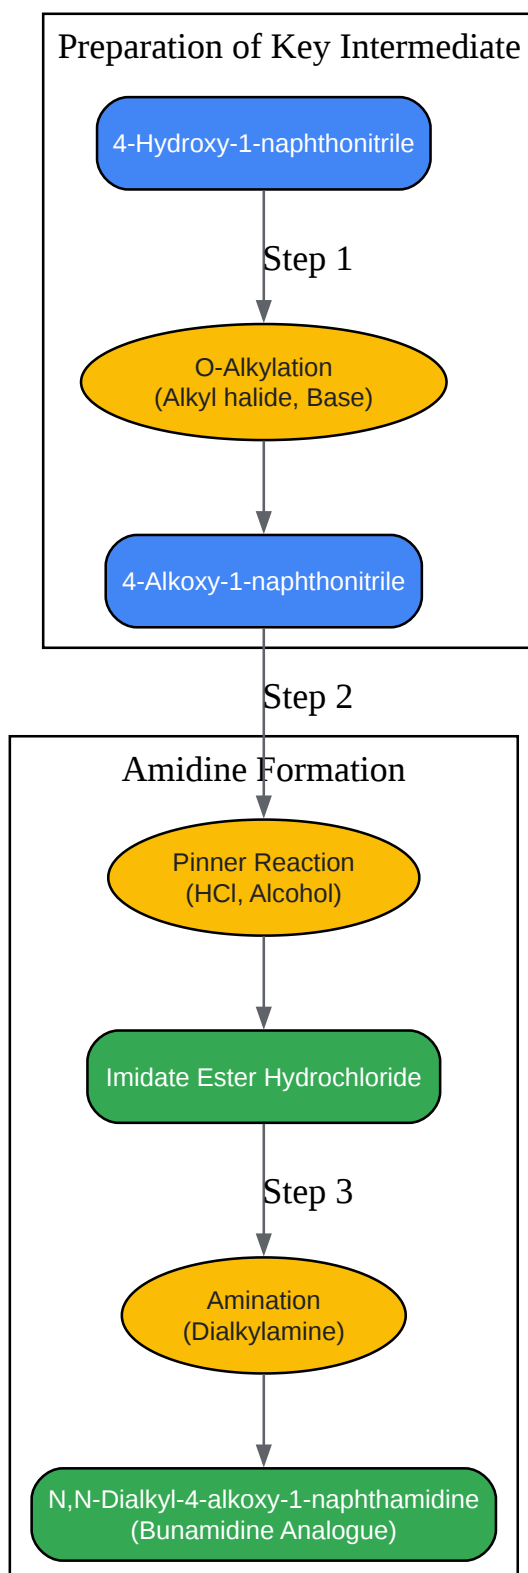 Preparation of Key Intermediate
4-Hydroxy-1-naphthonitrile
Step 1
O-Alkylation
(Alkyl halide, Base)
4-Alkoxy-1-naphthonitrile
Step 2
Amidine Formation
Pinner Reaction
(HCl, Alcohol)
Imidate Ester Hydrochloride
Step 3
Amination
(Dialkylamine)
N,N-Dialkyl-4-alkoxy-1-naphthamidine
(Bunamidine Analogue)